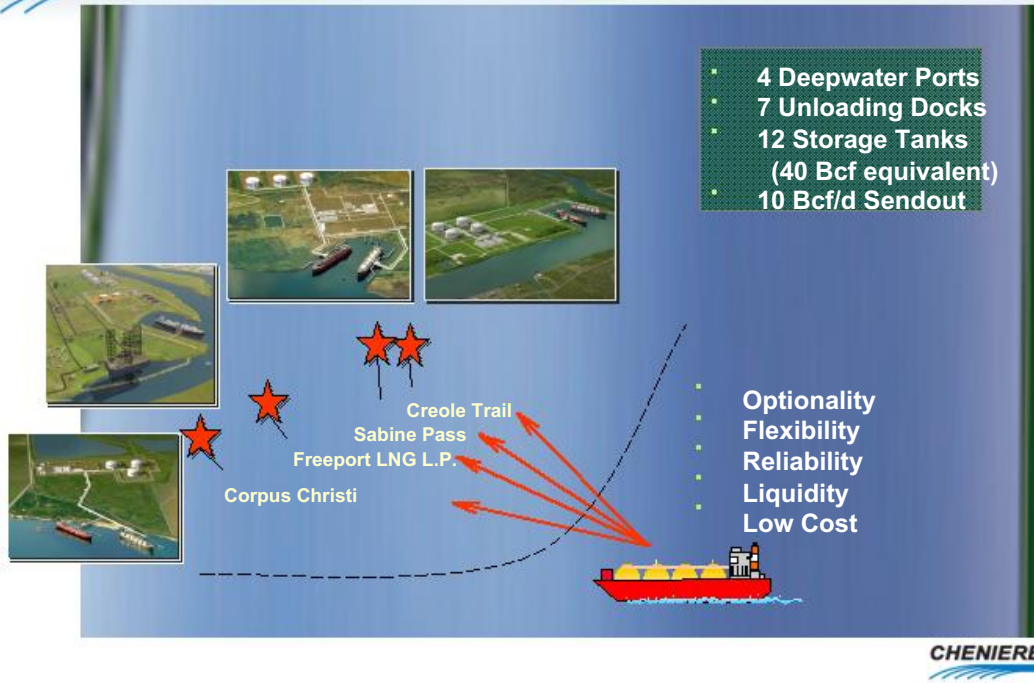 4 Deepwater Ports
7 Unloading Docks
12 Storage Tanks
(40 Bcf equivalent)
10 Bcf/d Sendout
Creole Trail
Sabine Pass
Freeport LNG L.P.
Corpus Christi
Optionality
Flexibility
Reliability
Liquidity
Low Cost
CHENIERE